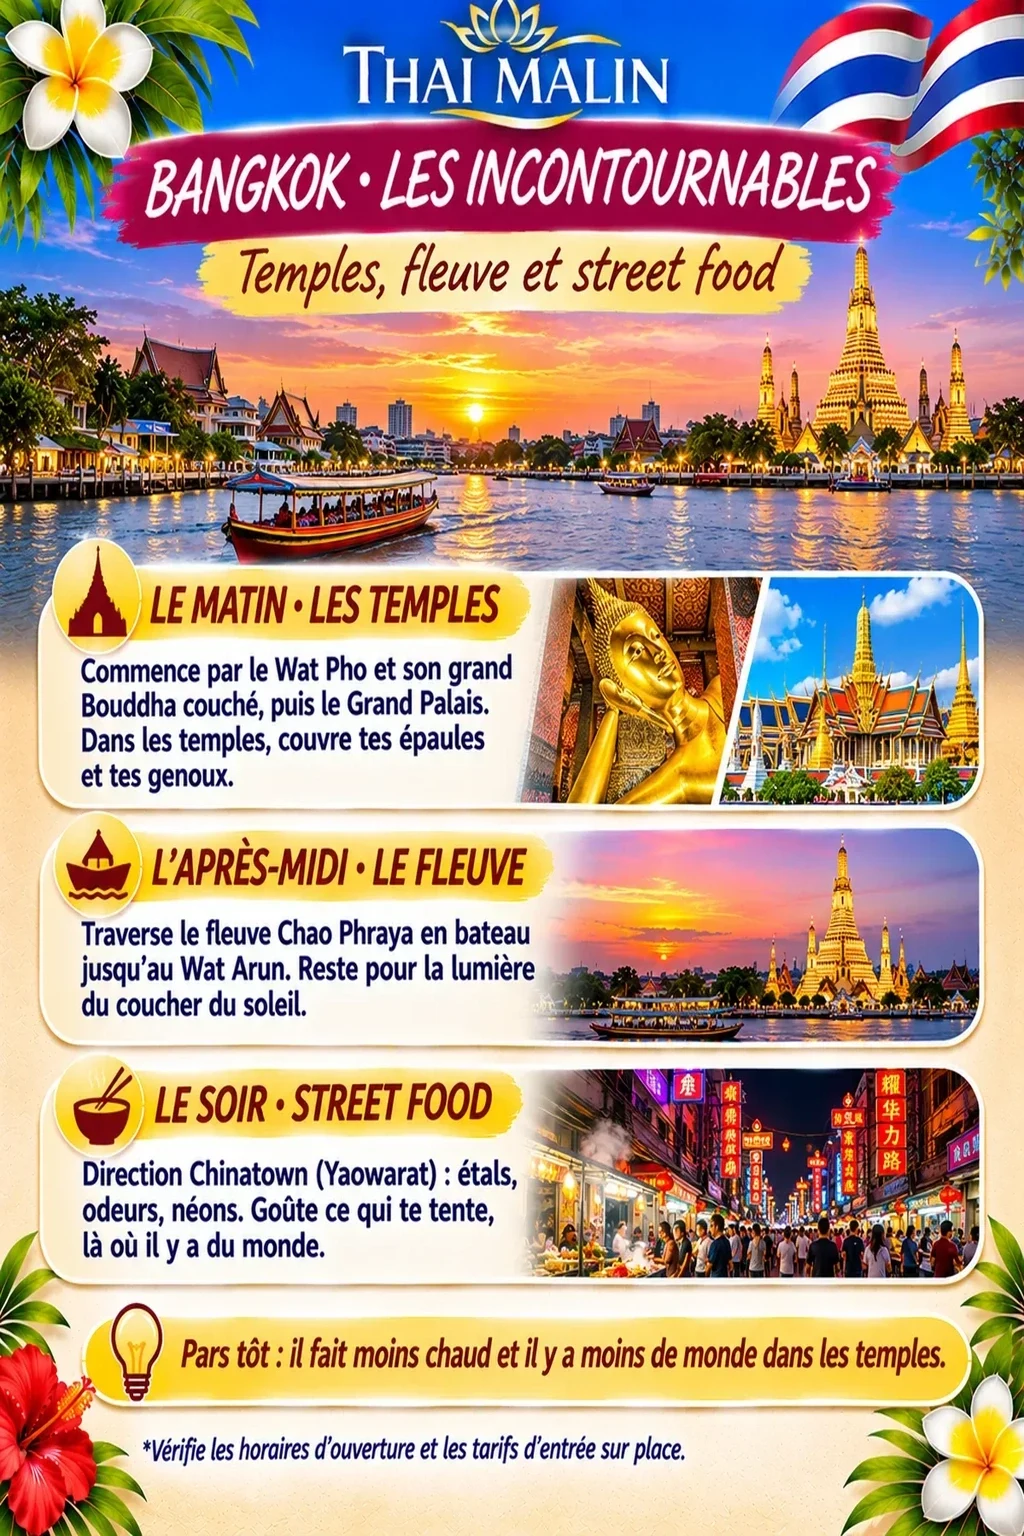 THAI MALIN
BANGKOK • LES INCONTOURNABLES
Temples, fleuve et street food
LE MATIN • LES TEMPLES
Commence par le Wat Pho et son grand
Bouddha couché, puis le Grand Palais.
Dans les temples, couvre tes épaules
et tes genoux.
L'APRÈS-MIDI • LE FLEUVE
Traverse le fleuve Chao Phraya en bateau
jusqu'au Wat Arun. Reste pour la lumière
du coucher du soleil.
LE SOIR • STREET FOOD
Direction Chinatown (Yaowarat) : étals,
odeurs, néons. Goûte ce qui te tente,
là où il y a du monde.
Pars tôt : il fait moins chaud et il y a moins de monde dans les temples.
*Vérifie les horaires d'ouverture et les tarifs d'entrée sur place.